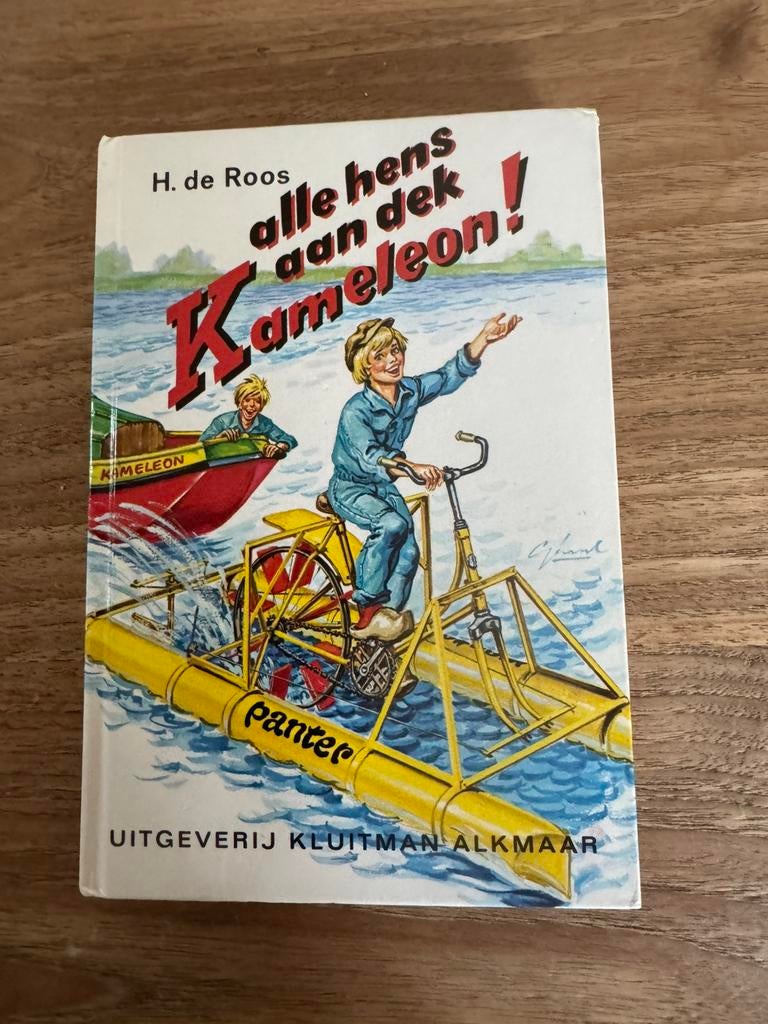 H. de Roos
alle hens
aan dek
Kameleon!
KAMELEON
panter
UITGEVERIJ KLUITMAN ALKMAAR